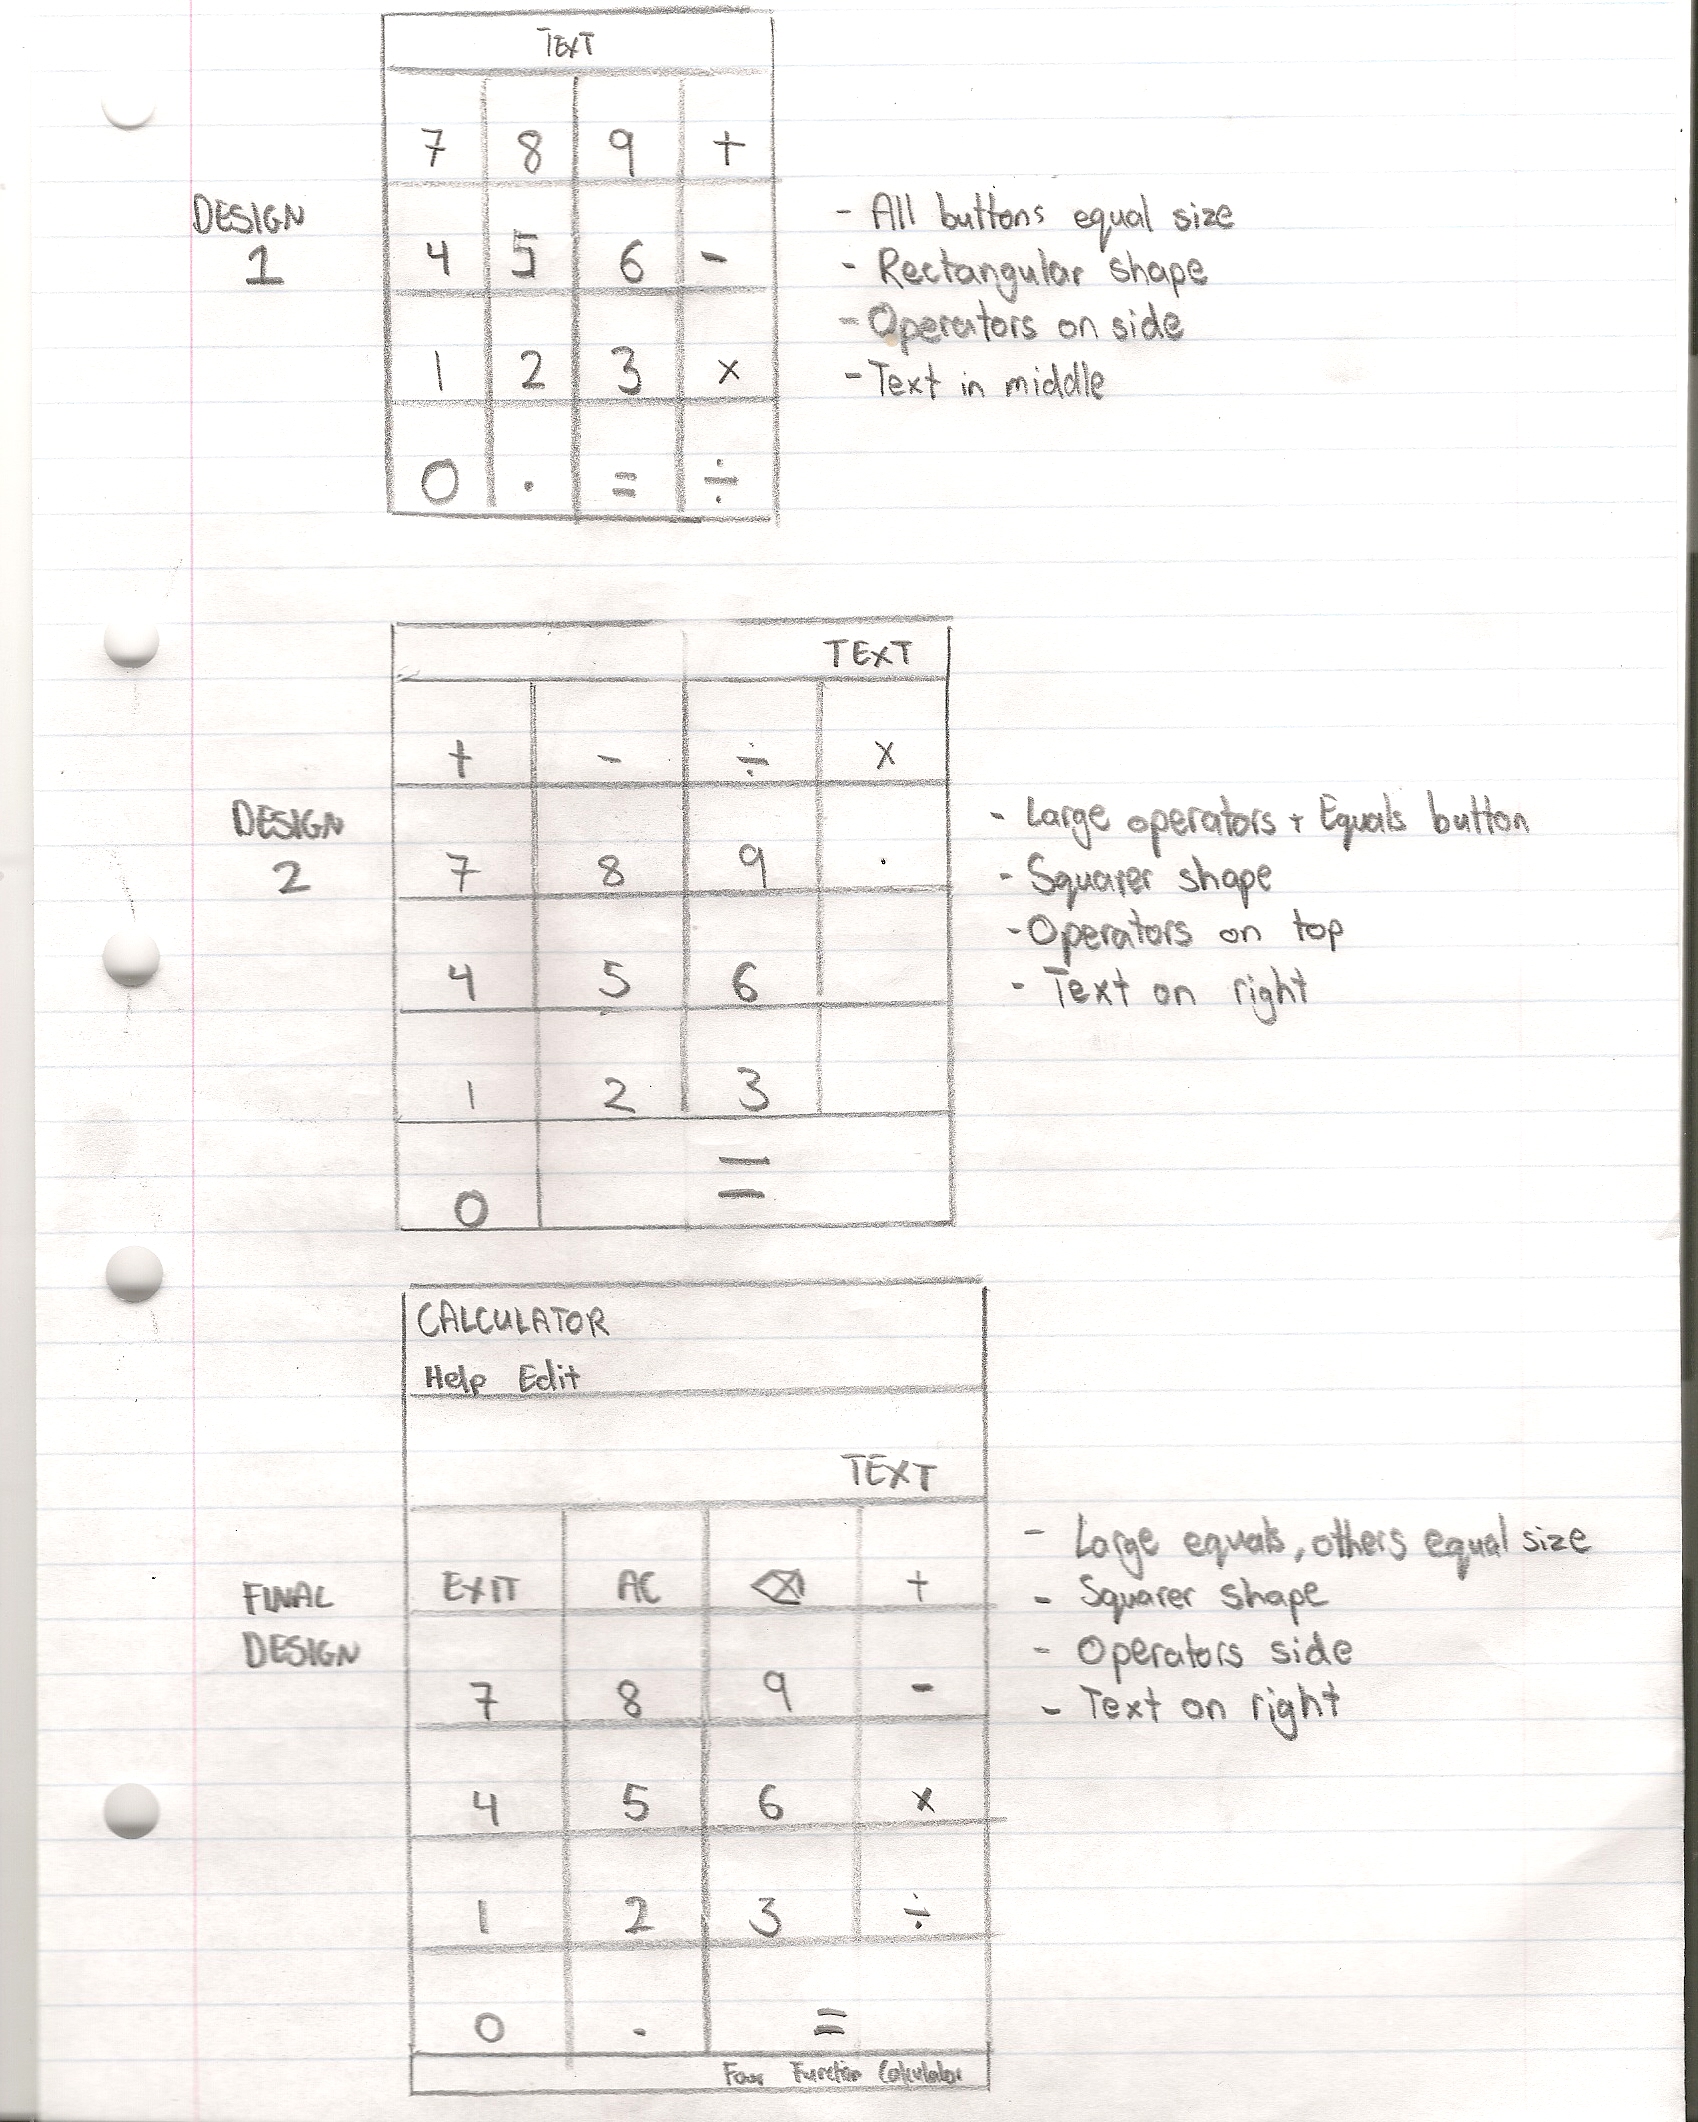 TEXT
7 8 9 +
DESIGN
1
4 5 6 -
1 2 3 ×
0 . = ÷
- All buttons equal size
- Rectangular shape
- Operators on side
- Text in middle
TEXT
+ - ÷ ×
DESIGN
2
7 8 9 .
4 5 6
1 2 3
0 =
- Large operators + Equals button
- Squarer shape
- Operators on top
- Text on right
CALCULATOR
Help Edit
TEXT
FINAL
DESIGN
EXIT AC ⌫ +
7 8 9 -
4 5 6 ×
1 2 3 ÷
0 . =
Four Function Calculator
- Large equals, others equal size
- Squarer shape
- Operators side
- Text on right